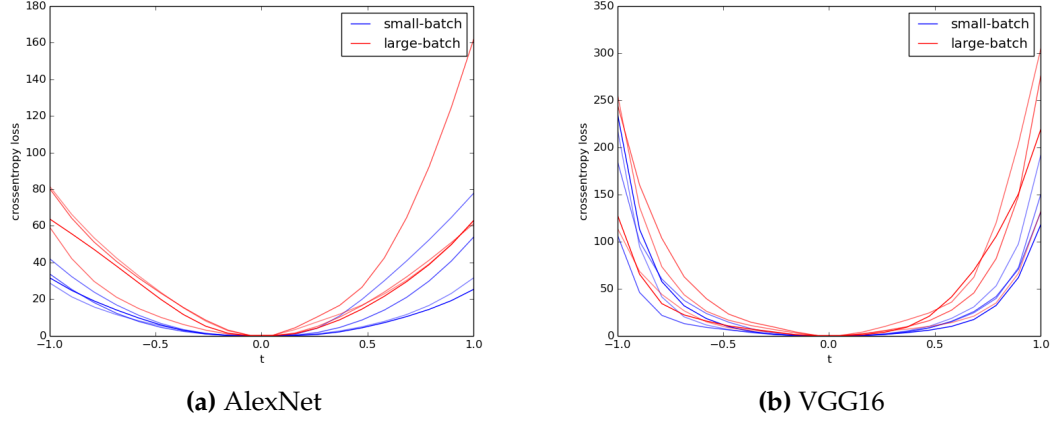 180
160
140
120
100
80
60
40
20
0
crossentropy loss
−1.0 −0.5 0.0 0.5 1.0
t
small-batch
large-batch
(a) AlexNet
350
300
250
200
150
100
50
0
crossentropy loss
−1.0 −0.5 0.0 0.5 1.0
t
small-batch
large-batch
(b) VGG16